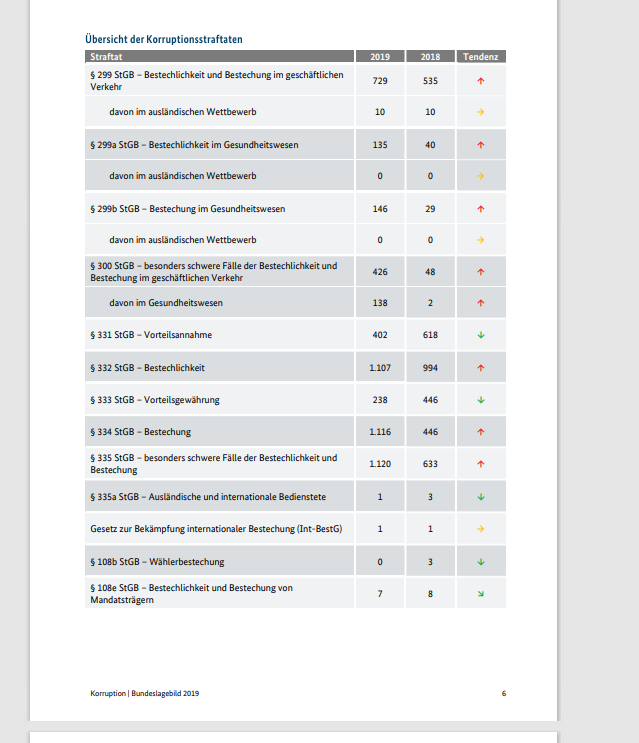 Übersicht der Korruptionsstraftaten
Straftat 2019 2018 Tendenz
§ 299 StGB – Bestechlichkeit und Bestechung im geschäftlichen
Verkehr 729 535 ↑
davon im ausländischen Wettbewerb 10 10 →
§ 299a StGB – Bestechlichkeit im Gesundheitswesen 135 40 ↑
davon im ausländischen Wettbewerb 0 0 →
§ 299b StGB – Bestechung im Gesundheitswesen 146 29 ↑
davon im ausländischen Wettbewerb 0 0 →
§ 300 StGB – besonders schwere Fälle der Bestechlichkeit und
Bestechung im geschäftlichen Verkehr 426 48 ↑
davon im Gesundheitswesen 138 2 ↑
§ 331 StGB – Vorteilsannahme 402 618 ↓
§ 332 StGB – Bestechlichkeit 1.107 994 ↑
§ 333 StGB – Vorteilsgewährung 238 446 ↓
§ 334 StGB – Bestechung 1.116 446 ↑
§ 335 StGB – besonders schwere Fälle der Bestechlichkeit und
Bestechung 1.120 633 ↑
§ 335a StGB – Ausländische und internationale Bedienstete 1 3 ↓
Gesetz zur Bekämpfung internationaler Bestechung (Int-BestG) 1 1 →
§ 108b StGB – Wählerbestechung 0 3 ↓
§ 108e StGB – Bestechlichkeit und Bestechung von
Mandatsträgern 7 8 ↘
Korruption | Bundeslagebild 2019 6